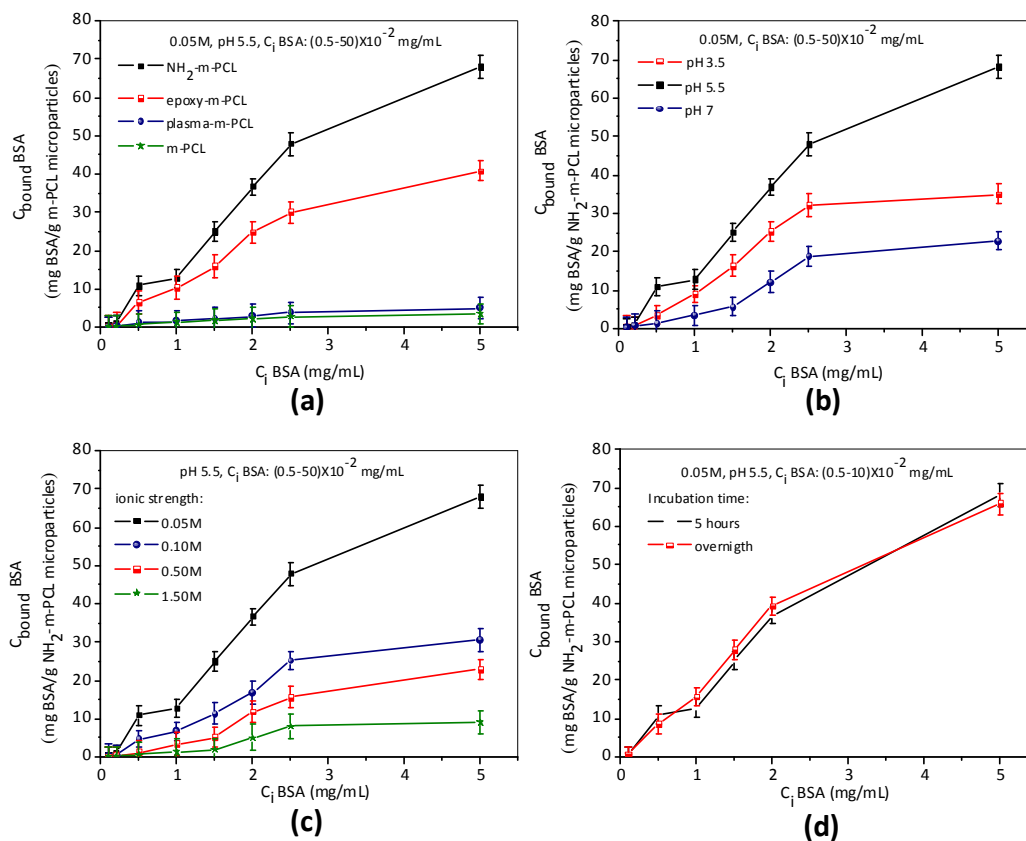 0.05M, pH 5.5, Ci BSA: (0.5-50)X10-2 mg/mL
NH2-m-PCL
epoxy-m-PCL
plasma-m-PCL
m-PCL
80
70
60
50
40
30
20
10
0
Cbound BSA
(mg BSA/g m-PCL microparticles)
0 1 2 3 4 5
Ci BSA (mg/mL)
(a)
0.05M, Ci BSA: (0.5-50)X10-2 mg/mL
pH 3.5
pH 5.5
pH 7
80
70
60
50
40
30
20
10
0
Cbound BSA
(mg BSA/g NH2-m-PCL microparticles)
0 1 2 3 4 5
Ci BSA (mg/mL)
(b)
pH 5.5, Ci BSA: (0.5-50)X10-2 mg/mL
ionic strength:
0.05M
0.10M
0.50M
1.50M
80
70
60
50
40
30
20
10
0
Cbound BSA
(mg BSA/g NH2-m-PCL microparticles)
0 1 2 3 4 5
Ci BSA (mg/mL)
(c)
0.05M, pH 5.5, Ci BSA: (0.5-10)X10-2 mg/mL
Incubation time:
5 hours
overnigth
80
70
60
50
40
30
20
10
0
Cbound BSA
(mg BSA/g NH2-m-PCL microparticles)
0 1 2 3 4 5
Ci BSA (mg/mL)
(d)